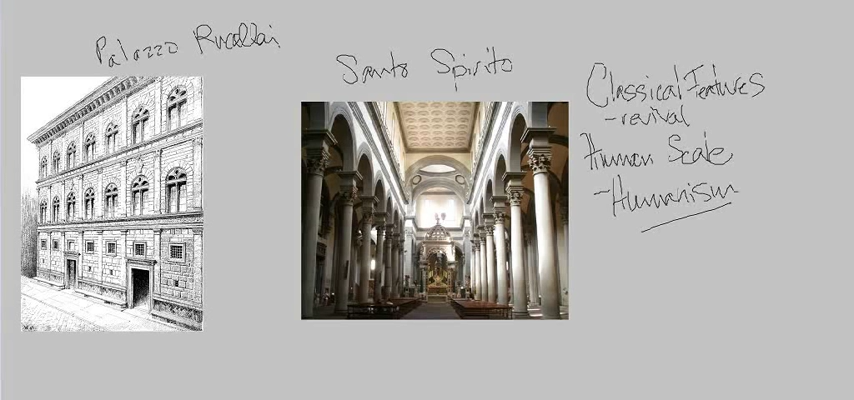 Palazzo Rucellai
Santo Spirito
Classical Features
-revival
Human Scale
-Humanism